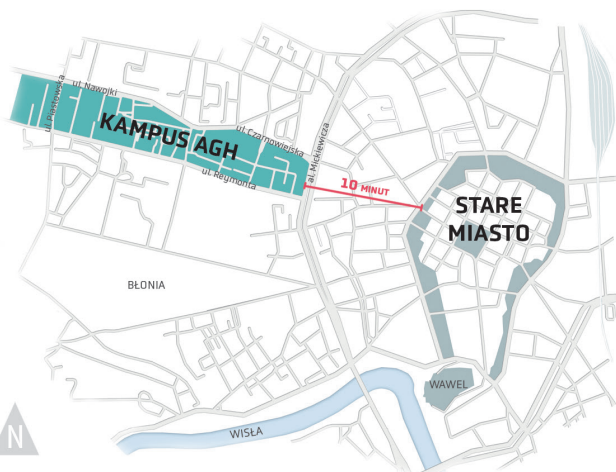 ul. Piastowska
ul. Nawojki
KAMPUS AGH
ul. Czarnowiejska
ul. Reymonta
al. Mickiewicza
10 MINUT
STARE
MIASTO
BŁONIA
WAWEL
WISŁA
N